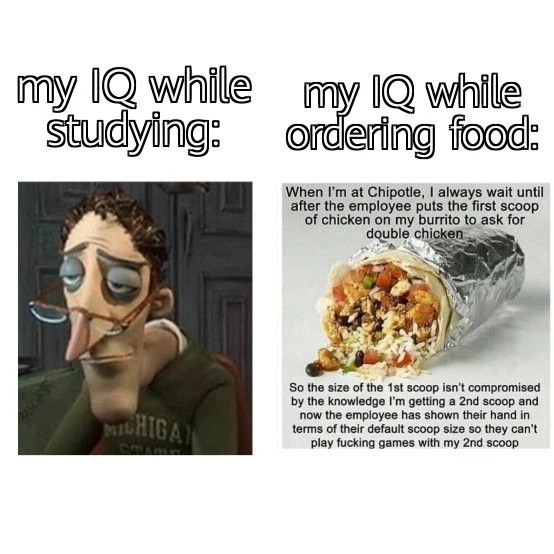 my IQ while
studying:
my IQ while
ordering food:
MICHIGAN
STATE
When I'm at Chipotle, I always wait until
after the employee puts the first scoop
of chicken on my burrito to ask for
double chicken
So the size of the 1st scoop isn't compromised
by the knowledge I'm getting a 2nd scoop and
now the employee has shown their hand in
terms of their default scoop size so they can't
play fucking games with my 2nd scoop